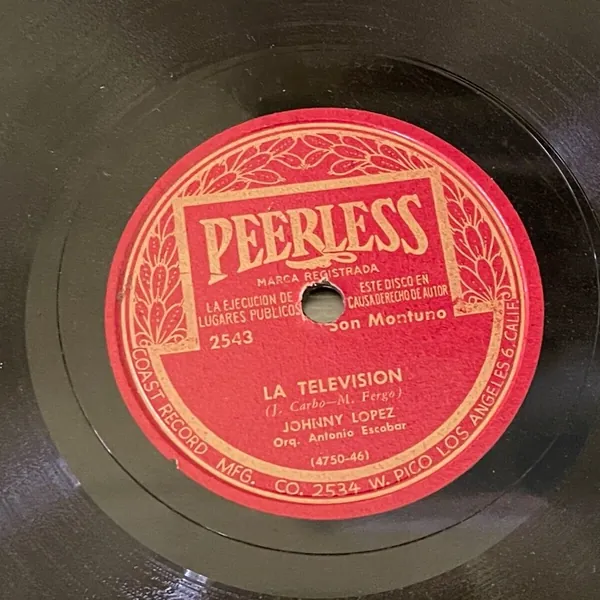 PEERLESS
MARCA REGISTRADA
LA EJECUCION DE
LUGARES PUBLICOS
ESTE DISCO EN
CAUSA DERECHO DE AUTOR
2543
Son Montuno
LA TELEVISION
(J. Carbo—M. Fergo)
JOHNNY LOPEZ
Orq. Antonio Escobar
(4750-46)
COAST RECORD MFG. CO. 2534 W. PICO LOS ANGELES 6, CALIF.